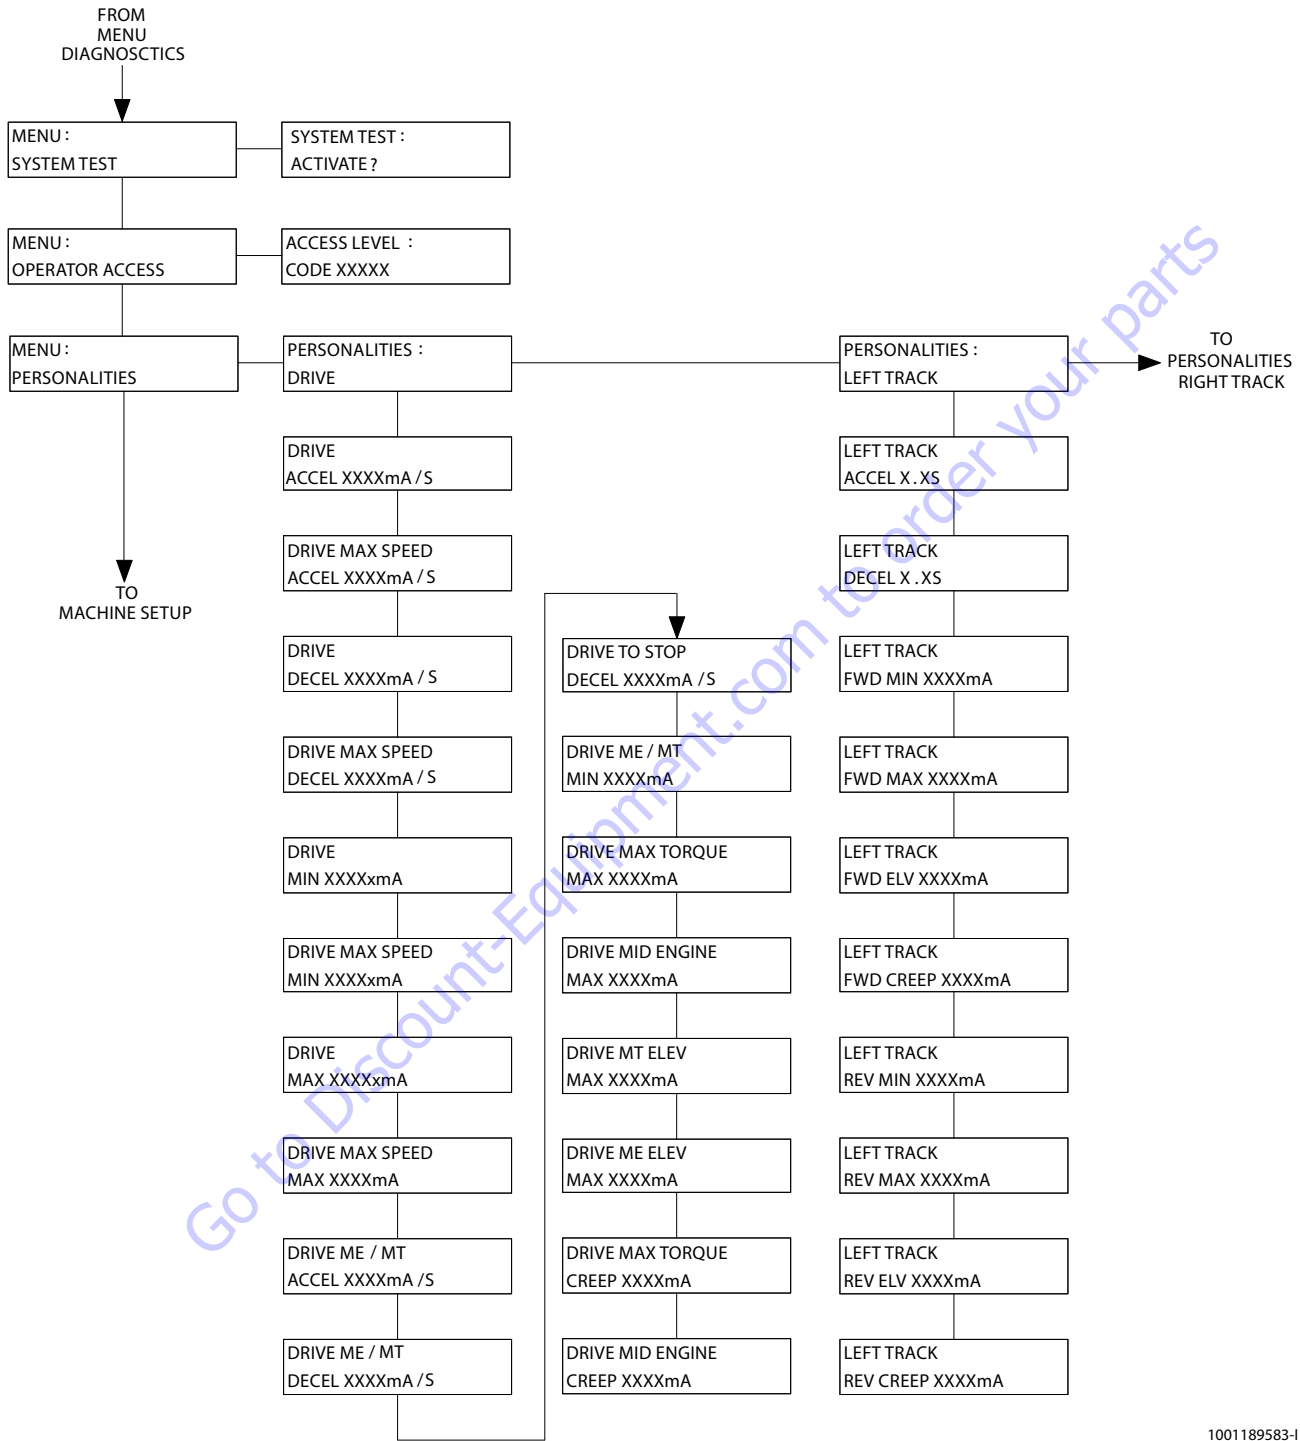 FROM
MENU
DIAGNOSCTICS
MENU :
SYSTEM TEST
SYSTEM TEST :
ACTIVATE ?
MENU :
OPERATOR ACCESS
ACCESS LEVEL :
CODE XXXXX
MENU :
PERSONALITIES
TO
MACHINE SETUP
PERSONALITIES :
DRIVE
DRIVE
ACCEL XXXXmA / S
DRIVE MAX SPEED
ACCEL XXXXmA / S
DRIVE
DECEL XXXXmA / S
DRIVE MAX SPEED
DECEL XXXXmA / S
DRIVE
MIN XXXXxmA
DRIVE MAX SPEED
MIN XXXXxmA
DRIVE
MAX XXXXxmA
DRIVE MAX SPEED
MAX XXXXmA
DRIVE ME / MT
ACCEL XXXXmA /S
DRIVE ME / MT
DECEL XXXXmA /S
DRIVE TO STOP
DECEL XXXXmA /S
DRIVE ME / MT
MIN XXXXmA
DRIVE MAX TORQUE
MAX XXXXmA
DRIVE MID ENGINE
MAX XXXXmA
DRIVE MT ELEV
MAX XXXXmA
DRIVE ME ELEV
MAX XXXXmA
DRIVE MAX TORQUE
CREEP XXXXmA
DRIVE MID ENGINE
CREEP XXXXmA
PERSONALITIES :
LEFT TRACK
LEFT TRACK
ACCEL X . XS
LEFT TRACK
DECEL X . XS
LEFT TRACK
FWD MIN XXXXmA
LEFT TRACK
FWD MAX XXXXmA
LEFT TRACK
FWD ELV XXXXmA
LEFT TRACK
FWD CREEP XXXXmA
LEFT TRACK
REV MIN XXXXmA
LEFT TRACK
REV MAX XXXXmA
LEFT TRACK
REV ELV XXXXmA
LEFT TRACK
REV CREEP XXXXmA
TO
PERSONALITIES
RIGHT TRACK
Go to Discount-Equipment.com to order your parts
1001189583-I